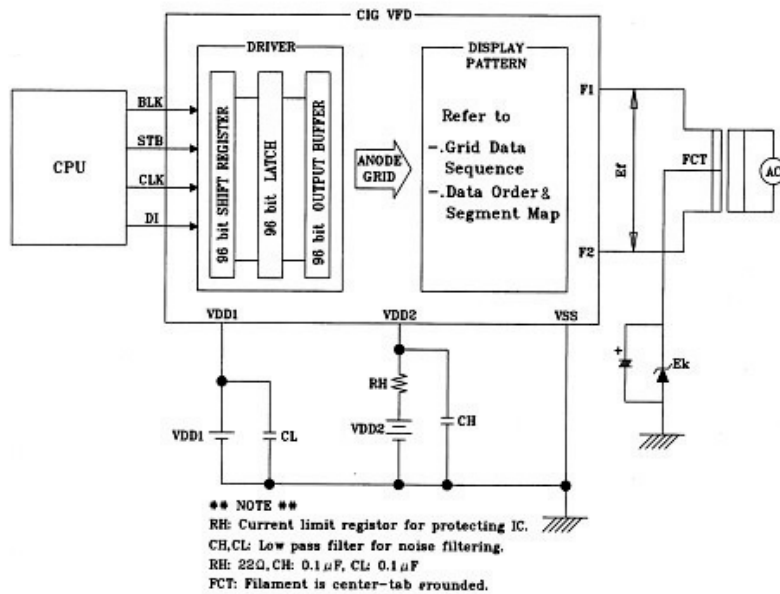 CIG VFD
DRIVER
DISPLAY
PATTERN
CPU
BLK
STB
CLK
DI
96 bit SHIFT REGISTER
96 bit LATCH
96 bit OUTPUT BUFFER
ANODE
GRID
Refer to
-.Grid Data
Sequence
-.Data Order &
Segment Map
F1
Ef
F2
FCT
AC
VDD1
VDD2
VSS
+
Ek
RH
VDD1
CL
VDD2
CH
** NOTE **
RH: Current limit registor for protecting IC.
CH,CL: Low pass filter for noise filtering.
RH: 22Ω, CH: 0.1μF, CL: 0.1μF
FCT: Filament is center-tab grounded.